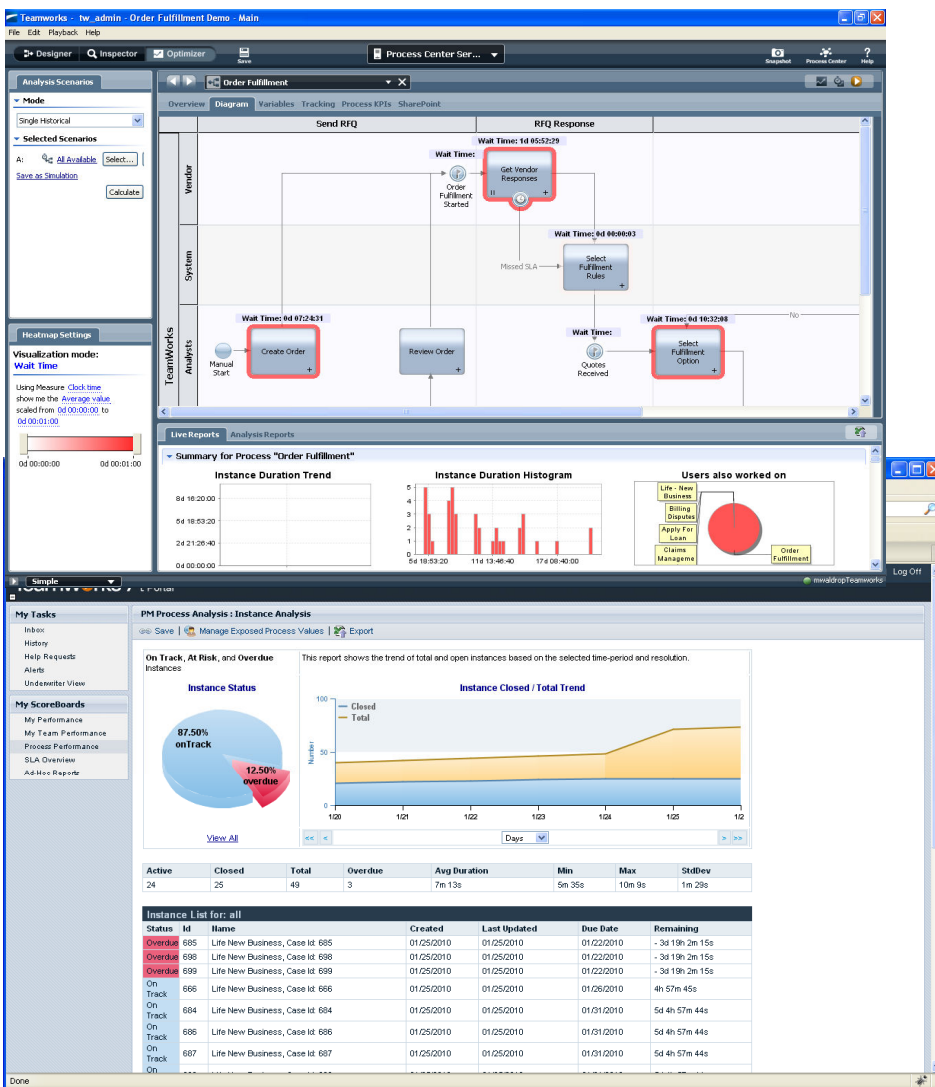 Teamworks - tw_admin - Order Fulfillment Demo - Main
File Edit Playback Help
Designer Inspector Optimizer Save Process Center Ser... Snapshot Process Center Help
Analysis Scenarios
Mode
Single Historical
Selected Scenarios
A: All Available Select...
Save as Simulation
Calculate
Order Fulfillment
Overview Diagram Variables Tracking Process KPIs SharePoint
Send RFQ RFQ Response
TeamWorks
Vendor
Wait Time: 1d 05:52:29
Wait Time:
Get Vendor
Responses
Order
Fulfillment
Started
System
Wait Time: 0d 00:00:03
Missed SLA
Select
Fulfillment
Rules
Analysts
Wait Time: 0d 07:24:31
Manual
Start
Create Order
Review Order
Wait Time:
Quotes
Received
Wait Time: 0d 10:32:08
Select
Fulfillment
Option
No
Heatmap Settings
Visualization mode:
Wait Time
Using Measure Clock time
show me the Average value
scaled from 0d 00:00:00 to
0d 00:01:00
0d 00:00:00 0d 00:01:00
Live Reports Analysis Reports
Summary for Process "Order Fulfillment"
Instance Duration Trend
8d 16:20:00
5d 18:53:20
2d 21:26:40
0d 00:00:00
Instance Duration Histogram
5
4
3
2
1
0
5d 18:53:20 11d 13:46:40 17d 08:40:00
Users also worked on
Life - New
Business
Billing
Disputes
Apply For
Loan
Claims
Manageme
Order
Fulfillment
Simple
mwaldropTeamworks
Log Off
My Tasks
Inbox
History
Help Requests
Alerts
Underwriter View
My ScoreBoards
My Performance
My Team Performance
Process Performance
SLA Overview
Ad-Hoc Reports
PM Process Analysis : Instance Analysis
Save | Manage Exposed Process Values | Export
On Track, At Risk, and Overdue
Instances
Instance Status
87.50%
onTrack
12.50%
overdue
View All
This report shows the trend of total and open instances based on the selected time-period and resolution.
Instance Closed / Total Trend
Closed
Total
Number
100
50
0
1/20 1/21 1/22 1/23 1/24 1/25 1/2
<< < Days > >>
Active Closed Total Overdue Avg Duration Min Max StdDev
24 25 49 3 7m 13s 5m 35s 10m 9s 1m 29s
Instance List for: all
Status Id Name Created Last Updated Due Date Remaining
Overdue 685 Life New Business, Case Id: 685 01/25/2010 01/25/2010 01/22/2010 - 3d 19h 2m 15s
Overdue 698 Life New Business, Case Id: 698 01/25/2010 01/25/2010 01/22/2010 - 3d 19h 2m 15s
Overdue 699 Life New Business, Case Id: 699 01/25/2010 01/25/2010 01/22/2010 - 3d 19h 2m 15s
On Track 666 Life New Business, Case Id: 666 01/25/2010 01/25/2010 01/26/2010 4h 57m 45s
On Track 684 Life New Business, Case Id: 684 01/25/2010 01/25/2010 01/31/2010 5d 4h 57m 44s
On Track 686 Life New Business, Case Id: 686 01/25/2010 01/25/2010 01/31/2010 5d 4h 57m 44s
On Track 687 Life New Business, Case Id: 687 01/25/2010 01/25/2010 01/31/2010 5d 4h 57m 44s
On
Done